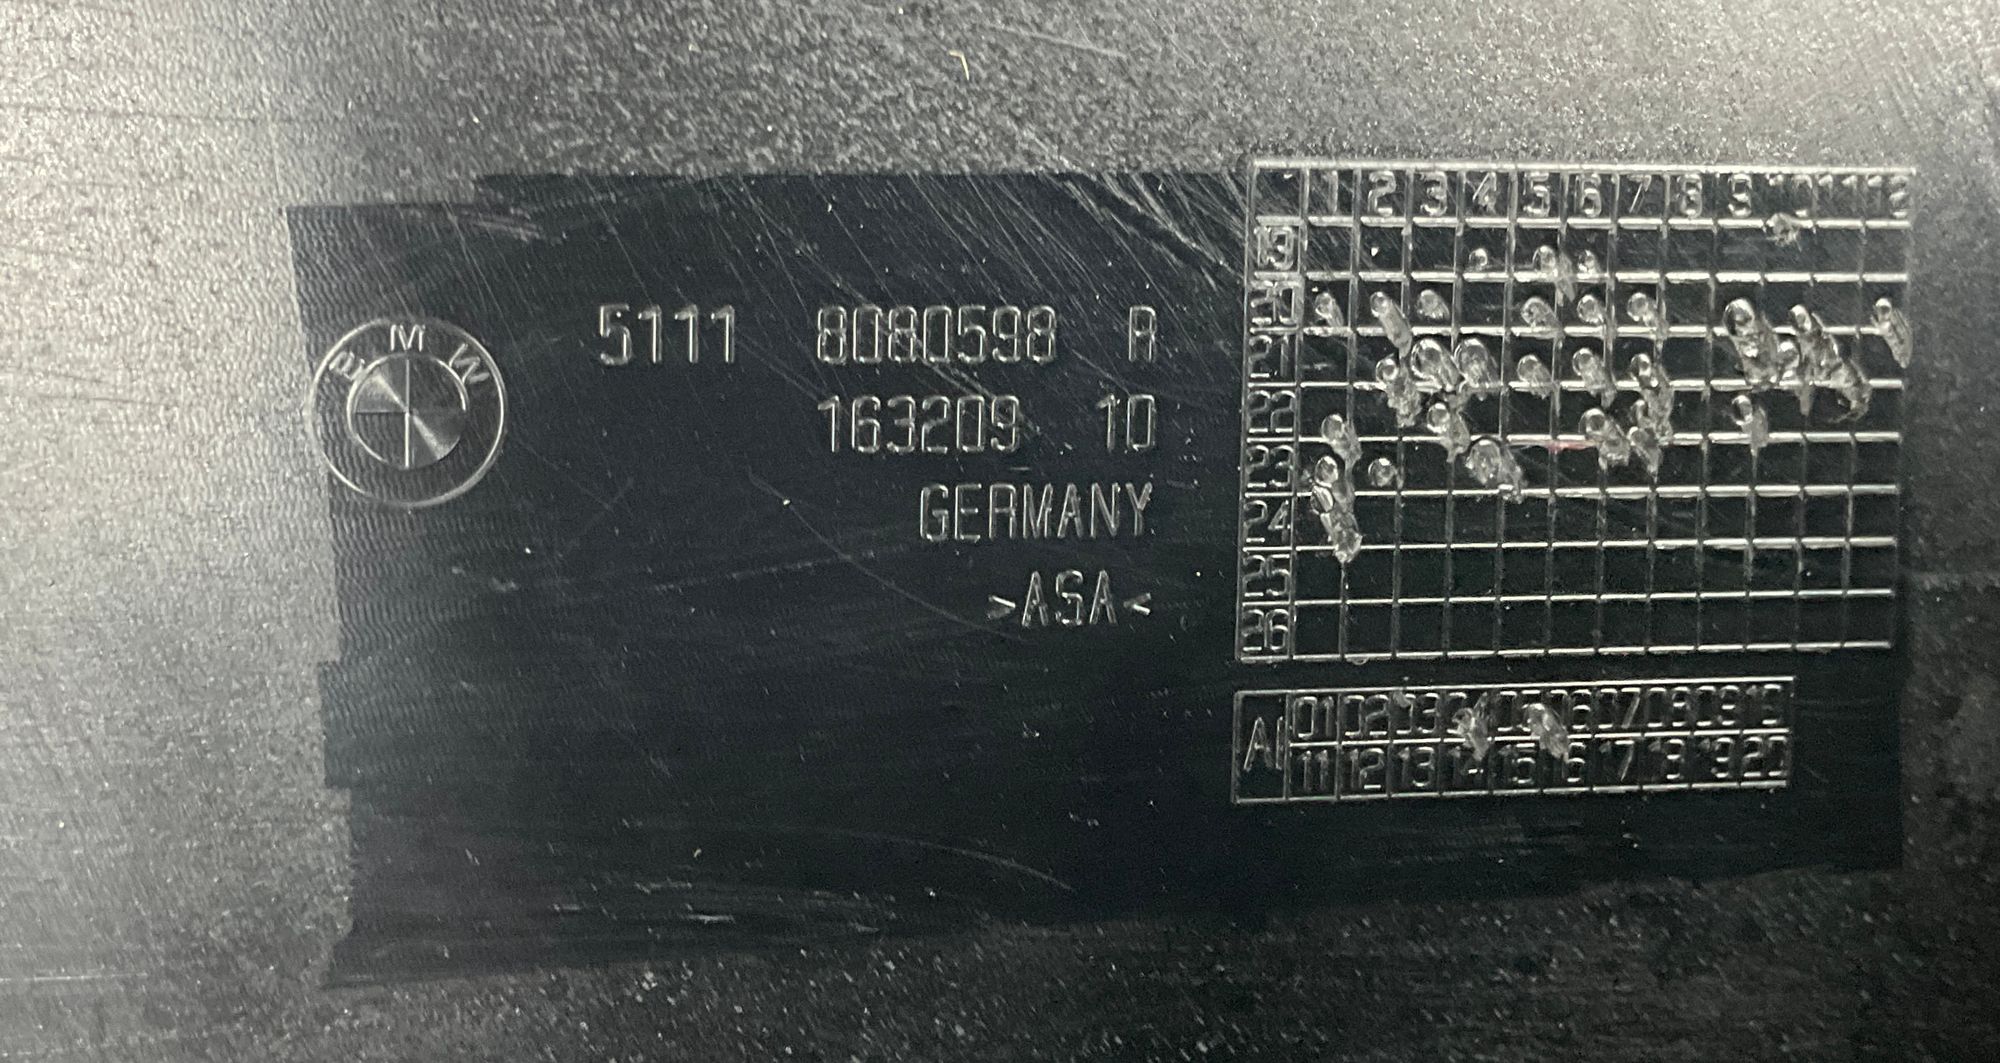 BMW
5111 8080598 R
163209 10
GERMANY
>ASA<
1 2 3 4 5 6 7 8 9 10 11 12
19
20
21
22
23
24
25
26
AI 01 02 03 04 05 06 07 08 09 10
11 12 13 14 15 16 17 18 19 20